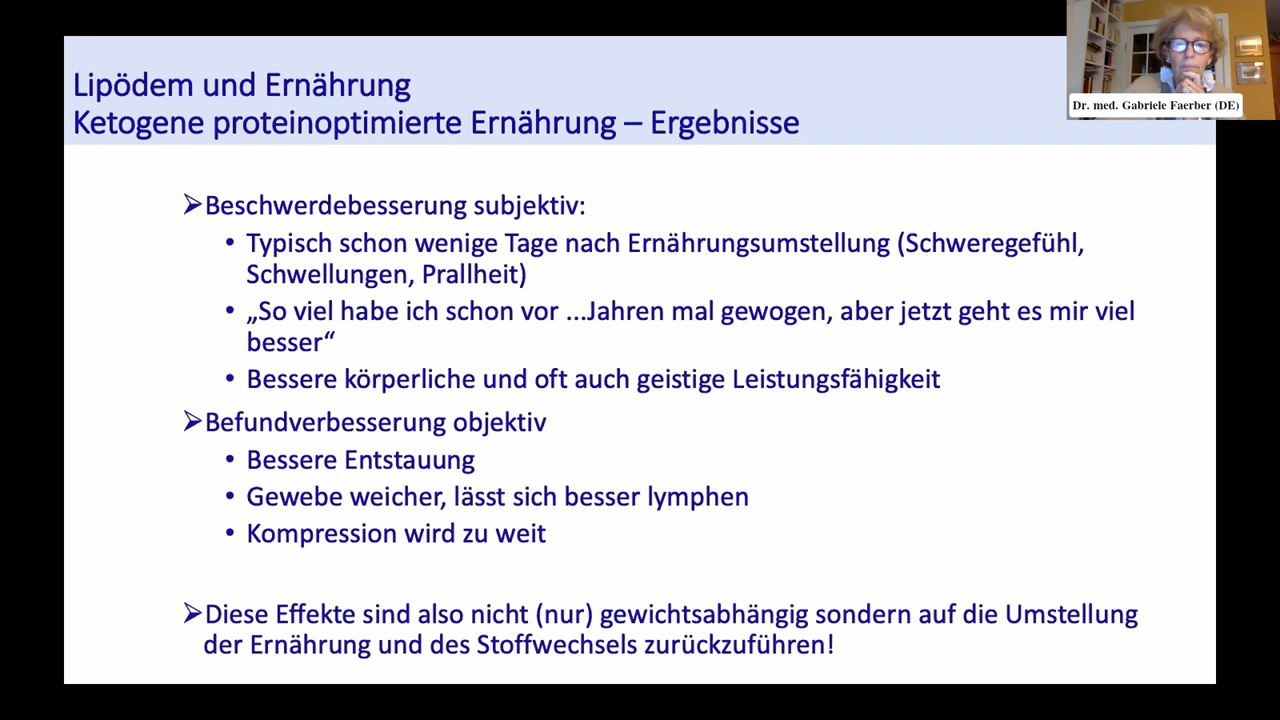 Lipödem und Ernährung
Ketogene proteinoptimierte Ernährung – Ergebnisse
Dr. med. Gabriele Faerber (DE)
➢Beschwerdebesserung subjektiv:
• Typisch schon wenige Tage nach Ernährungsumstellung (Schweregefühl,
Schwellungen, Prallheit)
• „So viel habe ich schon vor ...Jahren mal gewogen, aber jetzt geht es mir viel
besser“
• Bessere körperliche und oft auch geistige Leistungsfähigkeit
➢Befundverbesserung objektiv
• Bessere Entstauung
• Gewebe weicher, lässt sich besser lymphen
• Kompression wird zu weit
➢Diese Effekte sind also nicht (nur) gewichtsabhängig sondern auf die Umstellung
der Ernährung und des Stoffwechsels zurückzuführen!